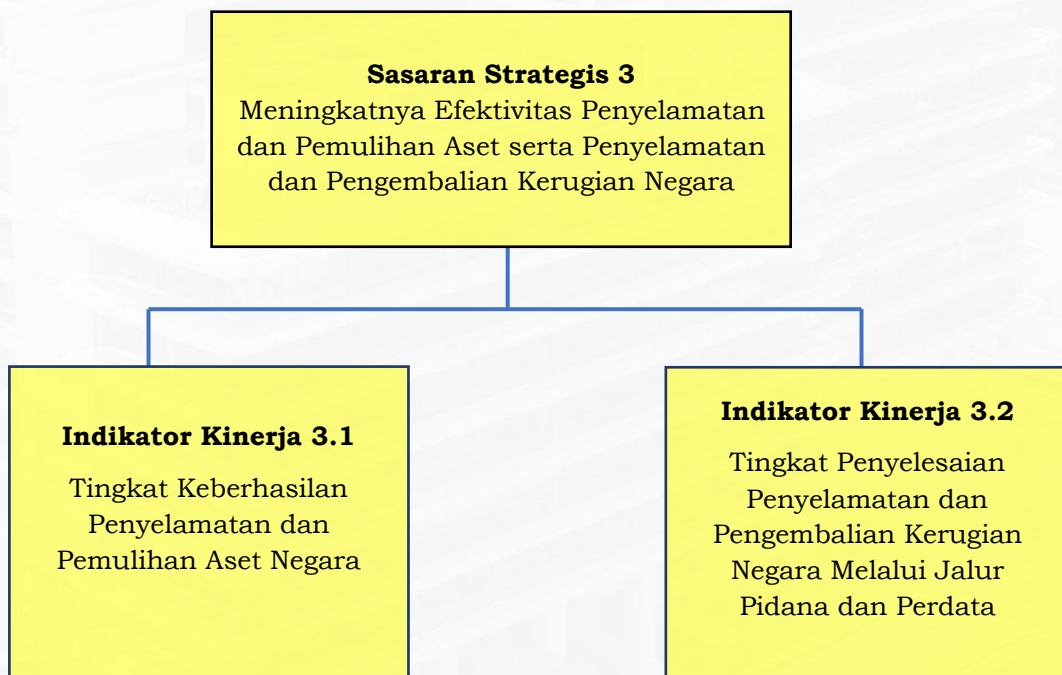 Sasaran Strategis 3
Meningkatnya Efektivitas Penyelamatan
dan Pemulihan Aset serta Penyelamatan
dan Pengembalian Kerugian Negara
Indikator Kinerja 3.1
Tingkat Keberhasilan
Penyelamatan dan
Pemulihan Aset Negara
Indikator Kinerja 3.2
Tingkat Penyelesaian
Penyelamatan dan
Pengembalian Kerugian
Negara Melalui Jalur
Pidana dan Perdata